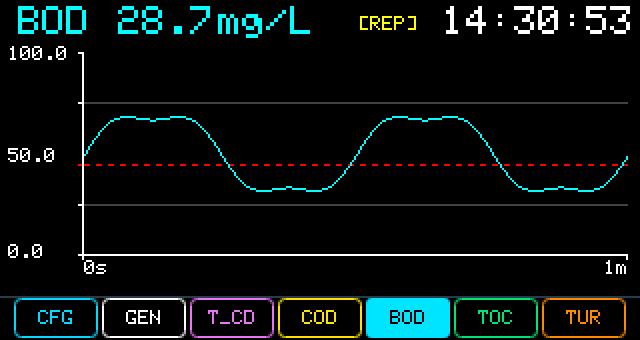 BOD 28.7mg/L [REP] 14:30:53
100.0
50.0
0.0
0s 1m
CFG GEN T_CD COD BOD TOC TUR